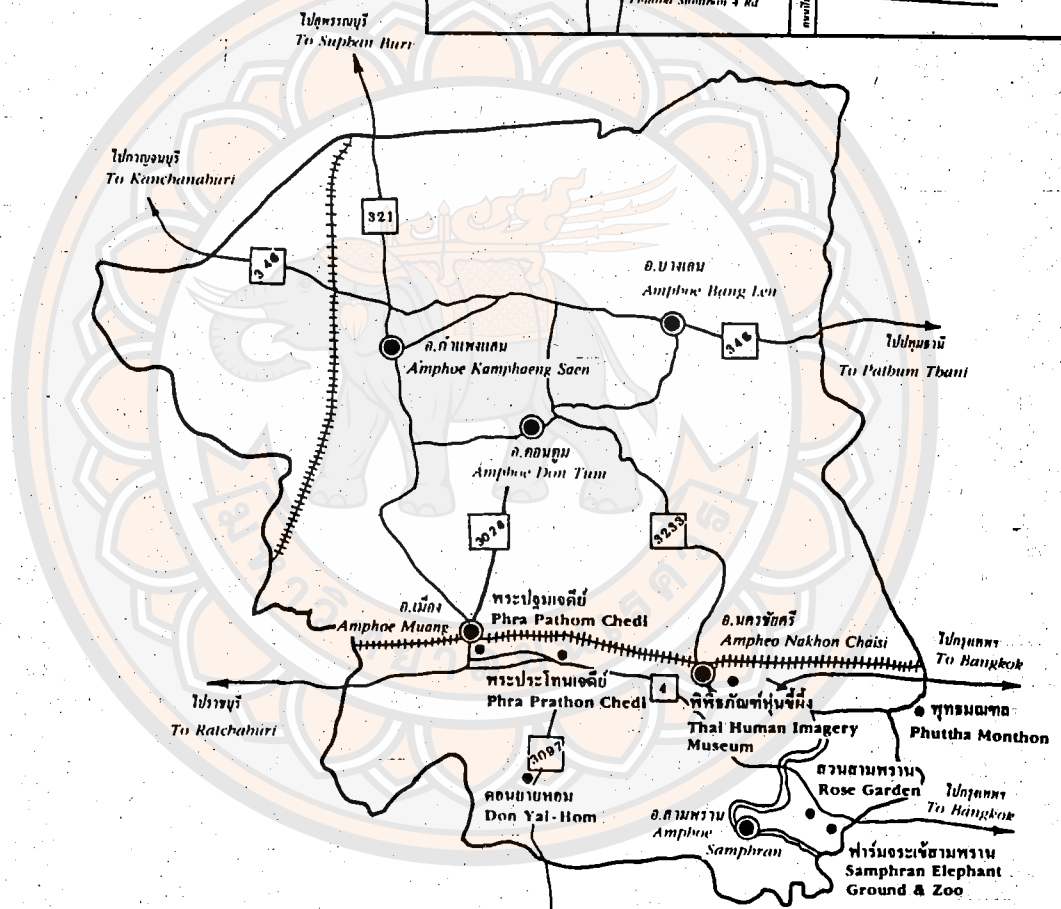 ไปสุพรรณบุรี
To Suphan Buri
ไปกาญจนบุรี
To Kanchanaburi
321
346
อ.บางเลน
Amphoe Bang Len
346
ไปปทุมธานี
To Pathum Thani
อ.กำแพงแสน
Amphoe Kamphaeng Saen
อ.ดอนตูม
Amphoe Don Tum
3028
3233
อ.เมือง
Amphoe Muang
พระปฐมเจดีย์
Phra Pathom Chedi
อ.นครชัยศรี
Ampheo Nakhon Chaisi
ไปกรุงเทพฯ
To Bangkok
ไปราชบุรี
To Ratchaburi
พระประโทนเจดีย์
Phra Prathon Chedi
4
พิพิธภัณฑ์หุ่นขี้ผึ้ง
Thai Human Imagery
Museum
พุทธมณฑล
Phuttha Monthon
3097
ดอนยายหอม
Don Yai-Hom
สวนสามพราน
Rose Garden
ไปกรุงเทพฯ
To Bangkok
อ.สามพราน
Amphoe
Samphran
ฟาร์มจระเข้สามพราน
Samphran Elephant
Ground & Zoo